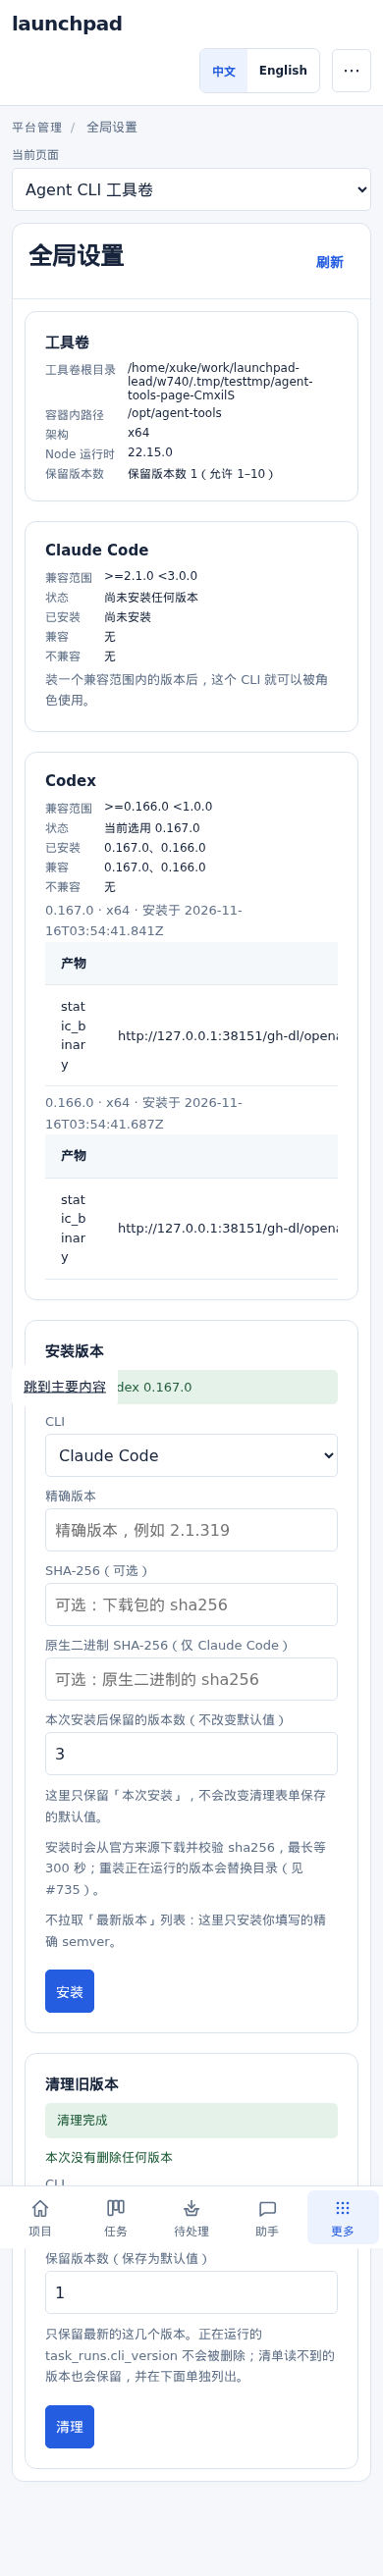 launchpad
中文 English ···
平台管理 / 全局设置
当前页面
Agent CLI 工具卷
全局设置 刷新
工具卷
工具卷根目录 /home/xuke/work/launchpad-
lead/w740/.tmp/testtmp/agent-
tools-page-CmxilS
容器内路径 /opt/agent-tools
架构 x64
Node 运行时 22.15.0
保留版本数 保留版本数 1（允许 1–10）
Claude Code
兼容范围 >=2.1.0 <3.0.0
状态 尚未安装任何版本
已安装 尚未安装
兼容 无
不兼容 无
装一个兼容范围内的版本后，这个 CLI 就可以被角
色使用。
Codex
兼容范围 >=0.166.0 <1.0.0
状态 当前选用 0.167.0
已安装 0.167.0、0.166.0
兼容 0.167.0、0.166.0
不兼容 无
0.167.0 · x64 · 安装于 2026-11-
16T03:54:41.841Z
产物
stat
ic_b
inar
y
http://127.0.0.1:38151/gh-dl/opena
0.166.0 · x64 · 安装于 2026-11-
16T03:54:41.687Z
产物
stat
ic_b
inar
y
http://127.0.0.1:38151/gh-dl/opena
安装版本
跳到主要内容 dex 0.167.0
CLI
Claude Code
精确版本
精确版本，例如 2.1.319
SHA-256（可选）
可选：下载包的 sha256
原生二进制 SHA-256（仅 Claude Code）
可选：原生二进制的 sha256
本次安装后保留的版本数（不改变默认值）
3
这里只保留「本次安装」，不会改变清理表单保存
的默认值。
安装时会从官方来源下载并校验 sha256，最长等
300 秒；重装正在运行的版本会替换目录（见
#735）。
不拉取「最新版本」列表：这里只安装你填写的精
确 semver。
安装
清理旧版本
清理完成
本次没有删除任何版本
CLI
项目 任务 待处理 助手 更多
保留版本数（保存为默认值）
1
只保留最新的这几个版本。正在运行的
task_runs.cli_version 不会被删除；清单读不到的
版本也会保留，并在下面单独列出。
清理